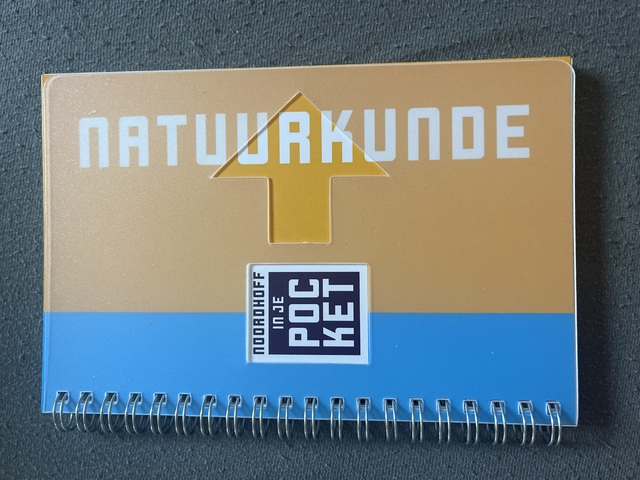 NATUURKUNDE
NOORDHOFF
IN JE
POC
KET